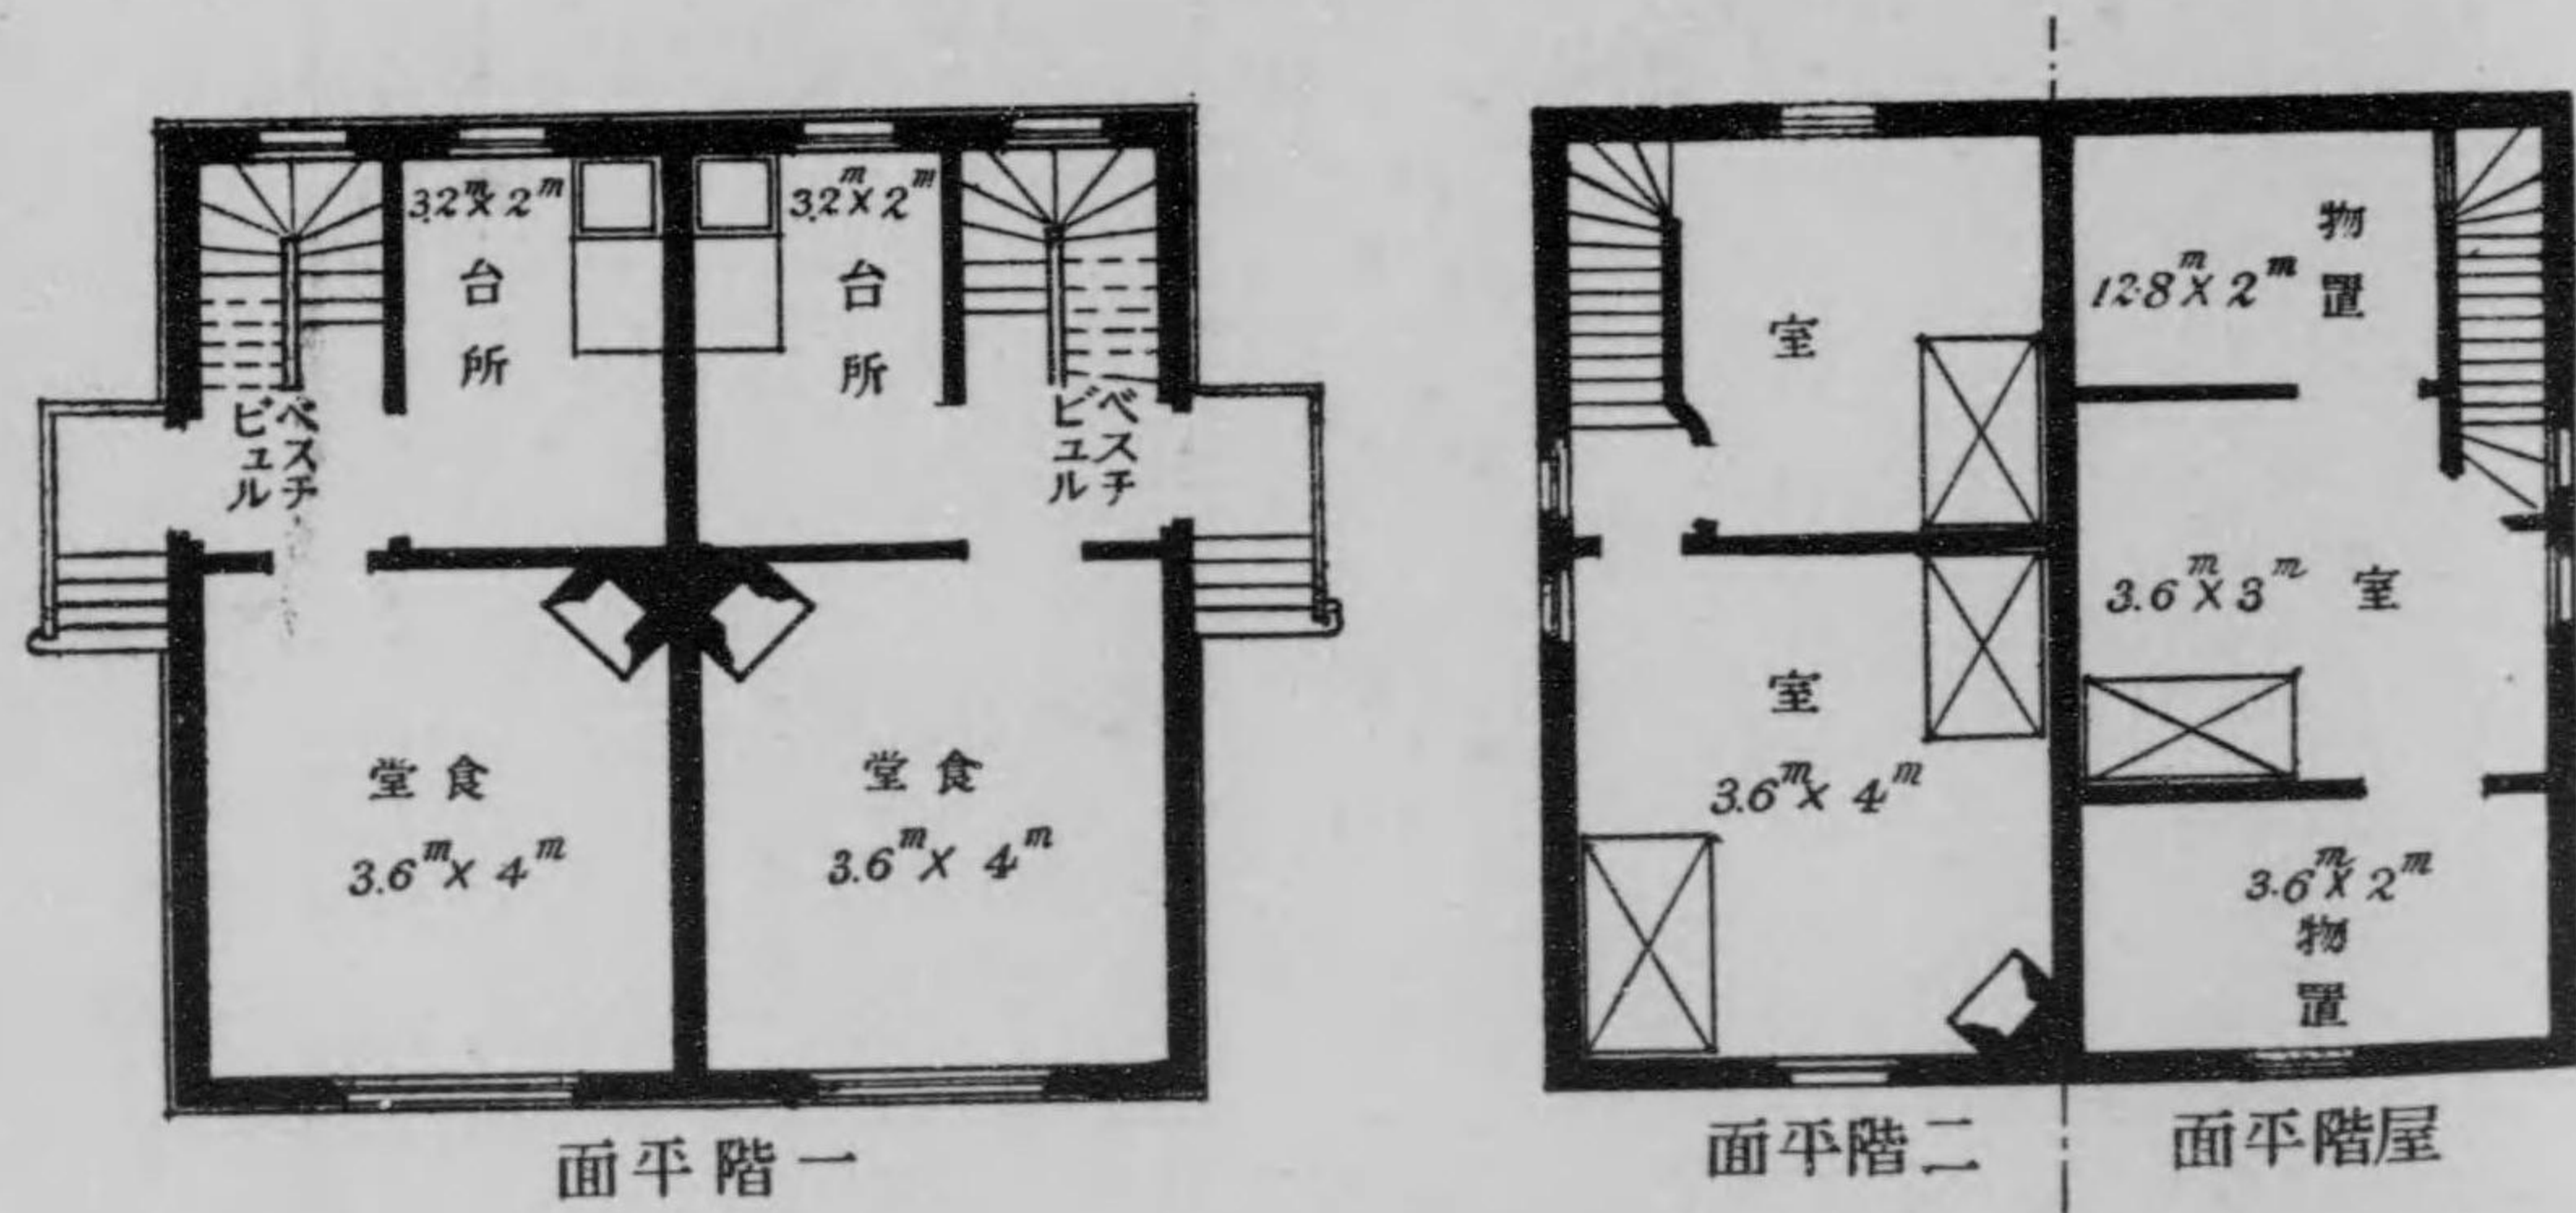 3.2m×2m
台所
3.2m×2m
台所
ベスチ
ビュル
ベスチ
ビュル
食堂
3.6m×4m
食堂
3.6m×4m
一階平面
室
室
3.6m×4m
二階平面
物置
12.8m×2m
3.6m×3m 室
3.6m×2m
物置
屋階平面